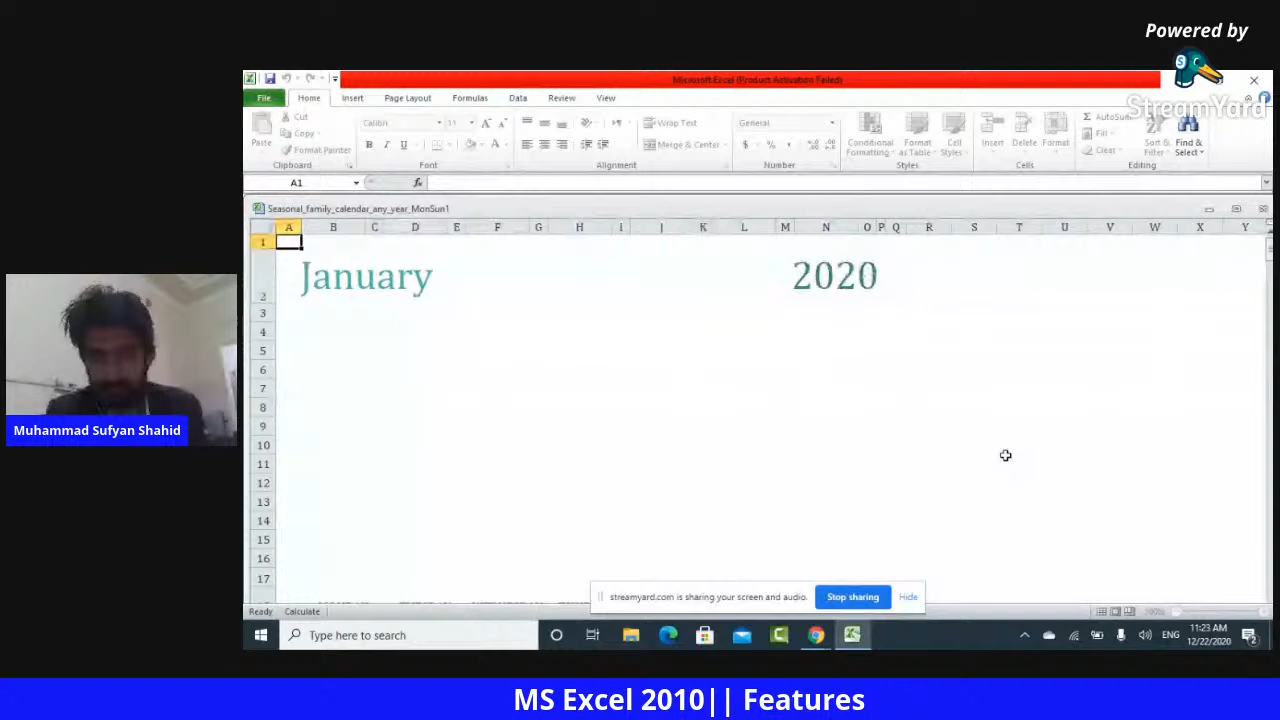 Powered by
StreamYard
Microsoft Excel (Product Activation Failed)
File Home Insert Page Layout Formulas Data Review View
Cut
Copy
Format Painter
Paste
Clipboard
Calibri 11
B I U
Font
Wrap Text
Merge & Center
Alignment
General
$ %
Number
Conditional Formatting
Format as Table
Cell Styles
Styles
Insert Delete Format
Cells
AutoSum
Fill
Clear
Sort & Filter
Find & Select
Editing
A1 fx
Seasonal_family_calendar_any_year_MonSun1
A B C D E F G H I J K L M N O P Q R S T U V W X Y
1
January 2020
2
3
4
5
6
7
8
9
10
11
12
13
14
15
16
17
Muhammad Sufyan Shahid
streamyard.com is sharing your screen and audio. Stop sharing Hide
Ready Calculate
Type here to search
ENG
11:23 AM
12/22/2020
2
MS Excel 2010|| Features